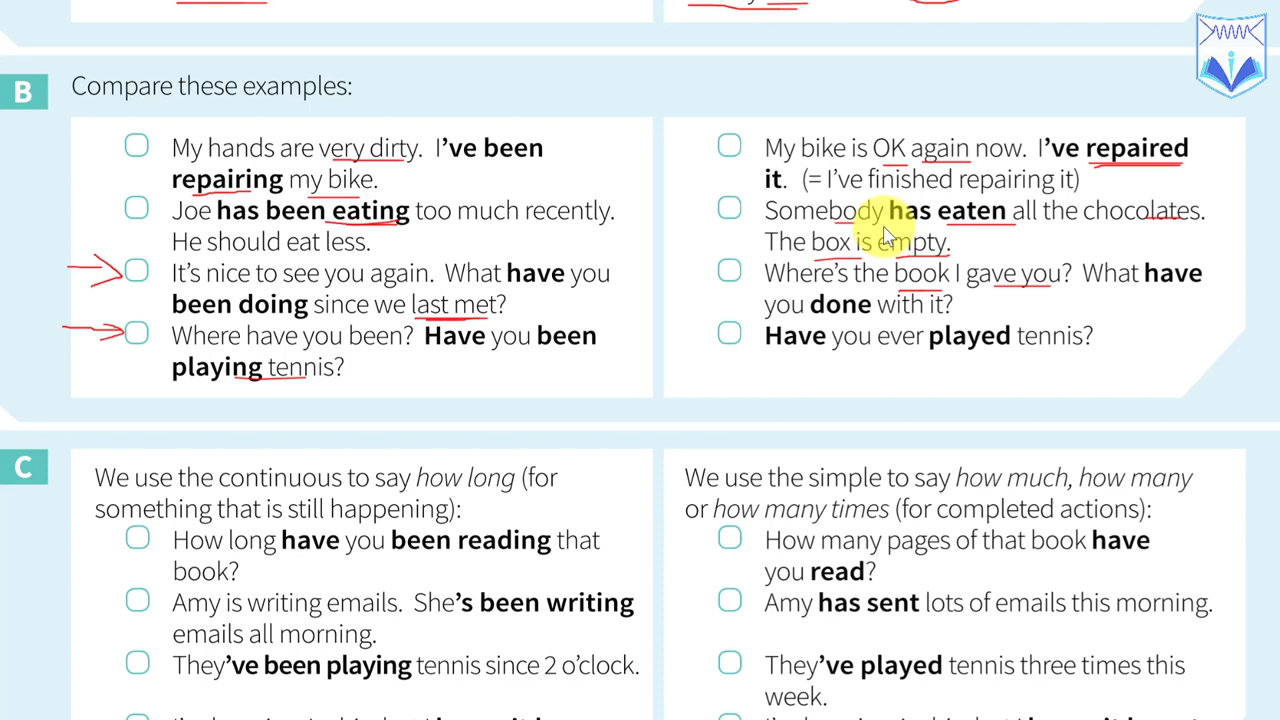 B
Compare these examples:
My hands are very dirty. I've been
repairing my bike.
Joe has been eating too much recently.
He should eat less.
It's nice to see you again. What have you
been doing since we last met?
Where have you been? Have you been
playing tennis?
My bike is OK again now. I've repaired
it. (= I've finished repairing it)
Somebody has eaten all the chocolates.
The box is empty.
Where's the book I gave you? What have
you done with it?
Have you ever played tennis?
C
We use the continuous to say how long (for
something that is still happening):
How long have you been reading that
book?
Amy is writing emails. She's been writing
emails all morning.
They've been playing tennis since 2 o'clock.
We use the simple to say how much, how many
or how many times (for completed actions):
How many pages of that book have
you read?
Amy has sent lots of emails this morning.
They've played tennis three times this
week.